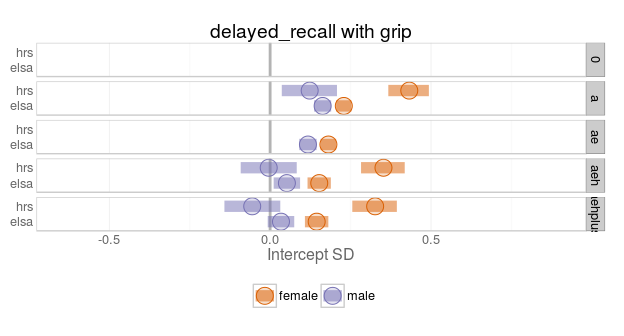 delayed_recall with grip
hrs
elsa
0
hrs
elsa
a
hrs
elsa
ae
hrs
elsa
aeh
hrs
elsa
ehplus
-0.5 0.0 0.5
Intercept SD
female male